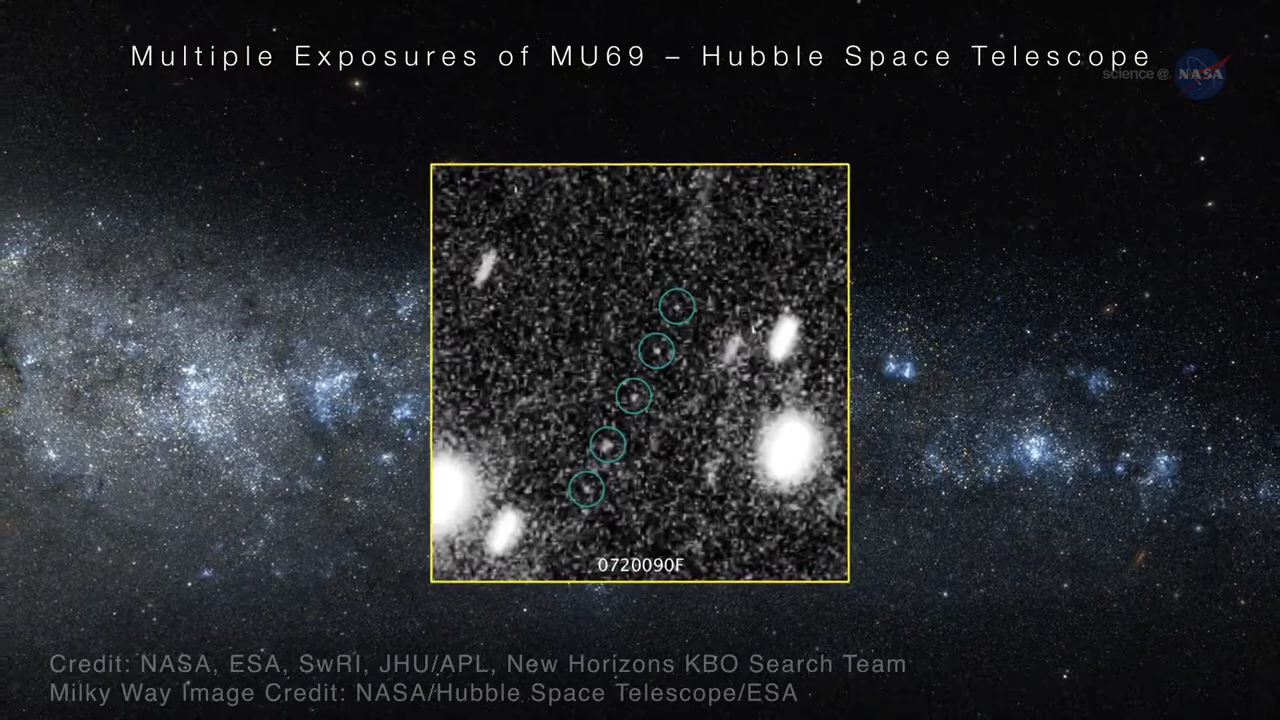 Multiple Exposures of MU69 – Hubble Space Telescope
science@ NASA
0720090F
Credit: NASA, ESA, SwRI, JHU/APL, New Horizons KBO Search Team
Milky Way Image Credit: NASA/Hubble Space Telescope/ESA